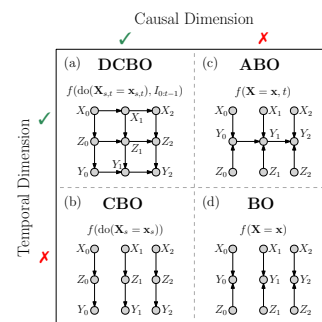 Causal Dimension
✓ ✗
Temporal Dimension
✓
✗
(a) DCBO
f(do(X_{s,t} = x_{s,t}), I_{0:t−1})
X_0 X_1 X_2
Z_0 Z_1 Z_2
Y_0 Y_1 Y_2
(c) ABO
f(X = x, t)
X_0 X_1 X_2
Y_0 Y_1 Y_2
Z_0 Z_1 Z_2
(b) CBO
f(do(X_s = x_s))
X_0 X_1 X_2
Z_0 Z_1 Z_2
Y_0 Y_1 Y_2
(d) BO
f(X = x)
X_0 X_1 X_2
Y_0 Y_1 Y_2
Z_0 Z_1 Z_2